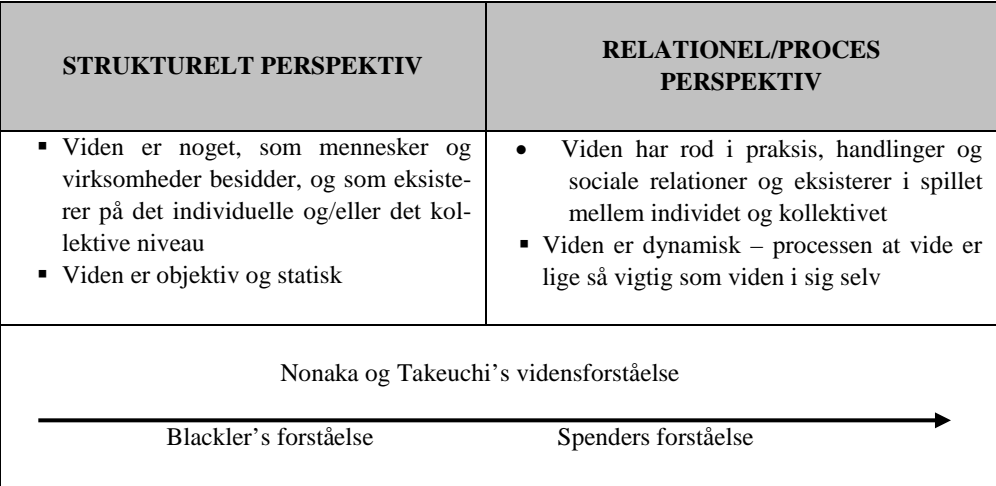 STRUKTURELT PERSPEKTIV
RELATIONEL/PROCES
PERSPEKTIV
▪ Viden er noget, som mennesker og
virksomheder besidder, og som eksiste-
rer på det individuelle og/eller det kol-
lektive niveau
▪ Viden er objektiv og statisk
• Viden har rod i praksis, handlinger og
sociale relationer og eksisterer i spillet
mellem individet og kollektivet
▪ Viden er dynamisk – processen at vide er
lige så vigtig som viden i sig selv
Nonaka og Takeuchi’s vidensforståelse
Blackler’s forståelse
Spenders forståelse